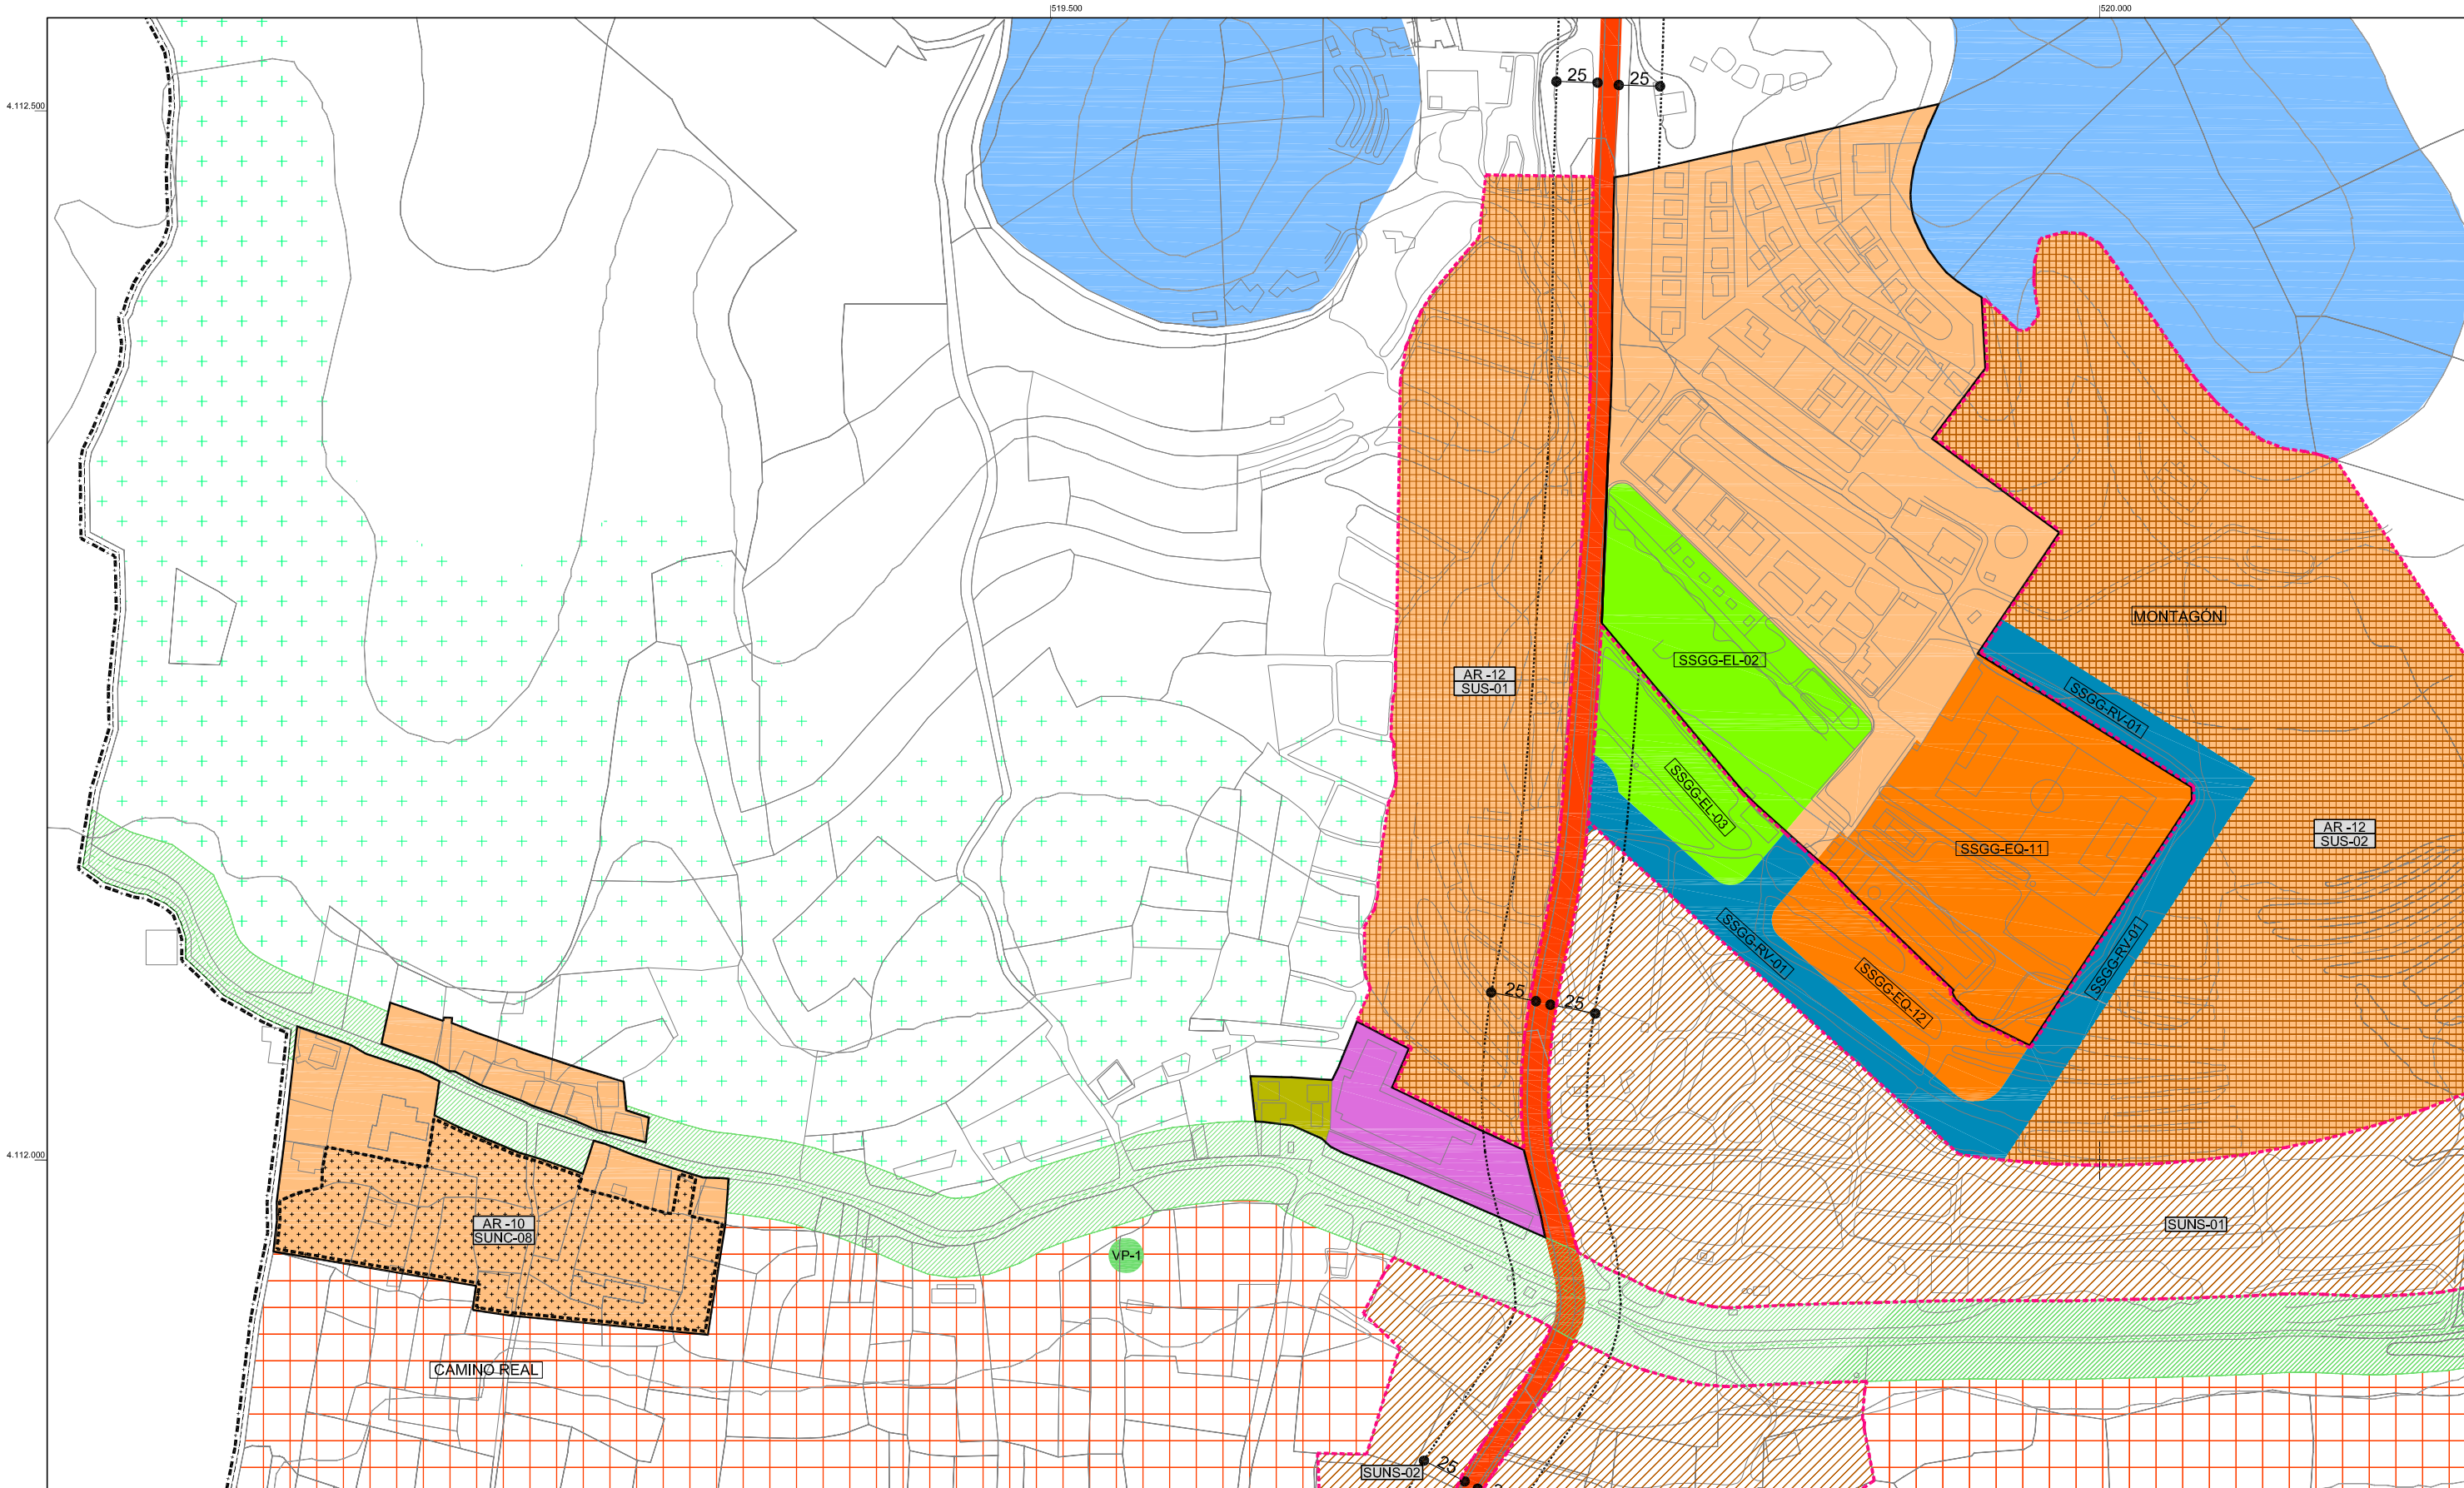 519.500
520.000
4.112.500
25
25
MONTAGÓN
SSGG-EL-02
AR -12
SUS-01
SSGG-RV-01
SSGG-EL-03
AR -12
SUS-02
SSGG-EQ-11
SSGG-RV-01
SSGG-RV-01
SSGG-EQ-12
25
25
4.112.000
AR -10
SUNC-08
SUNS-01
VP-1
CAMINO REAL
SUNS-02
25